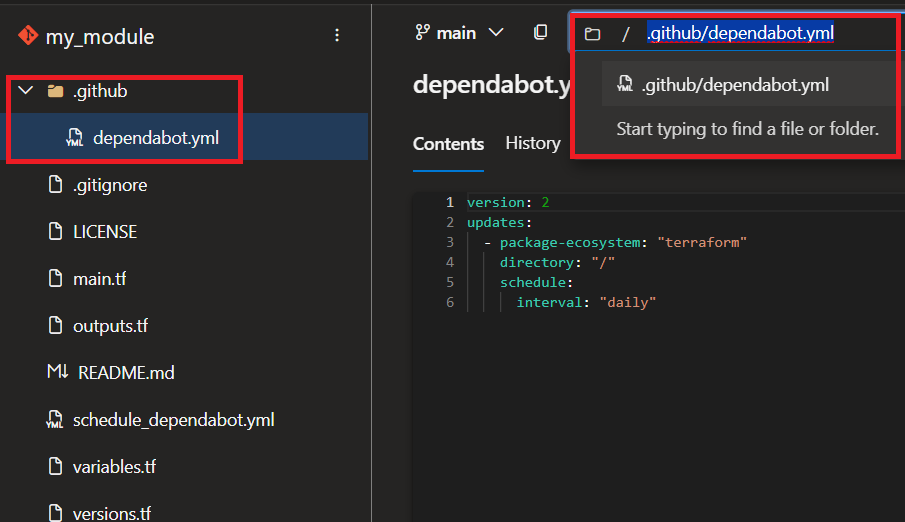 my_module
.github
dependabot.yml
.gitignore
LICENSE
main.tf
outputs.tf
M↓ README.md
YML schedule_dependabot.yml
variables.tf
versions.tf
main
/ .github/dependabot.yml
.github/dependabot.yml
Start typing to find a file or folder.
dependabot.y
Contents History
1 version: 2
2 updates:
3 - package-ecosystem: "terraform"
4 directory: "/"
5 schedule:
6 interval: "daily"